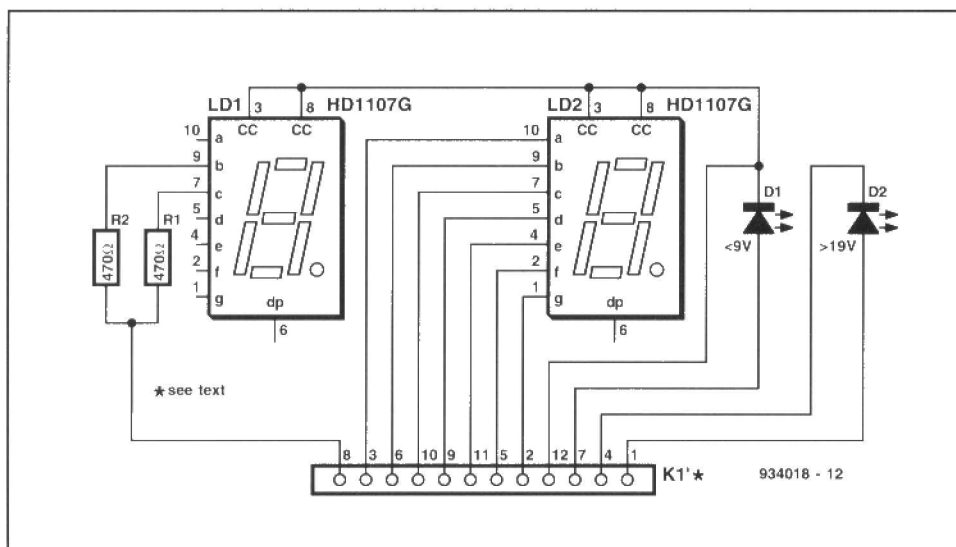 LD1 3 8 HD1107G
LD2 3 8 HD1107G
CC CC
CC CC
10 a
9 b
7 c
5 d
4 e
2 f
1 g
dp
6
10 a
9 b
7 c
5 d
4 e
2 f
1 g
dp
6
R2 R1
470Ω 470Ω
D1
<9V
D2
>19V
★ see text
8 3 6 10 9 11 5 2 12 7 4 1
K1'★
934018 - 12